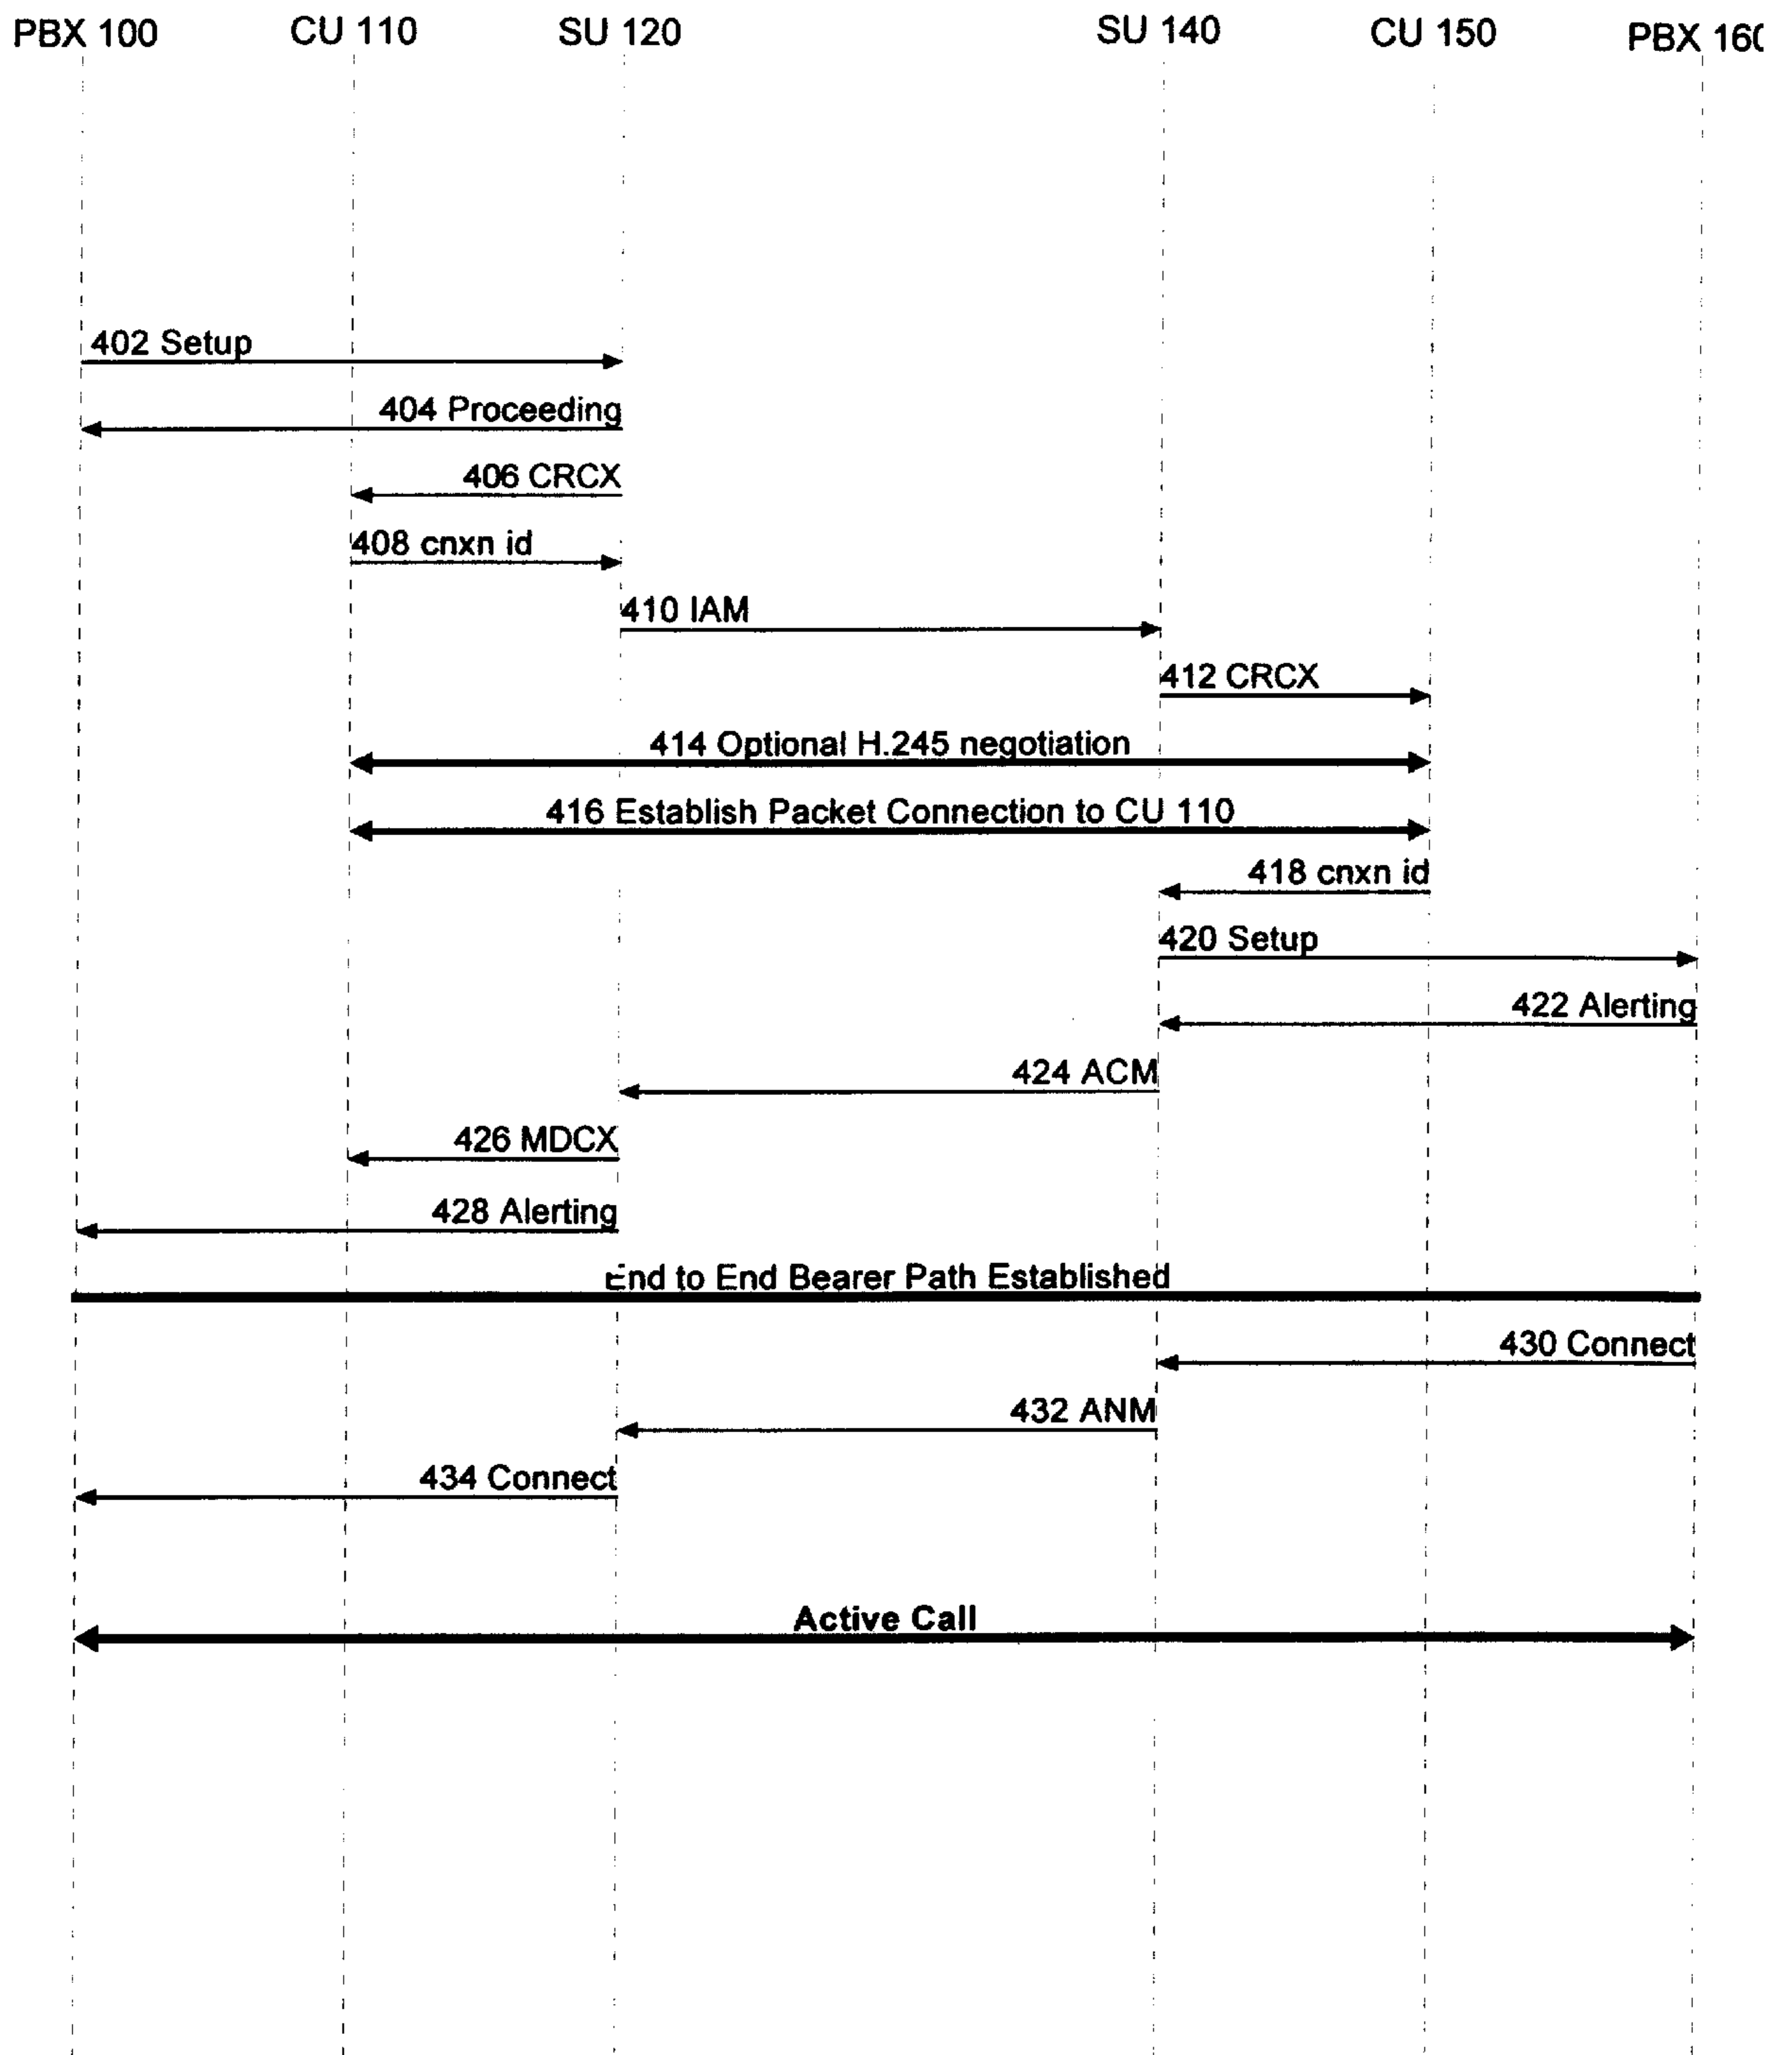 PBX 100 CU 110 SU 120 SU 140 CU 150 PBX 160
402 Setup
404 Proceeding
406 CRCX
408 cnxn id
410 IAM
412 CRCX
414 Optional H.245 negotiation
416 Establish Packet Connection to CU 110
418 cnxn id
420 Setup
422 Alerting
424 ACM
426 MDCX
428 Alerting
End to End Bearer Path Established
430 Connect
432 ANM
434 Connect
Active Call